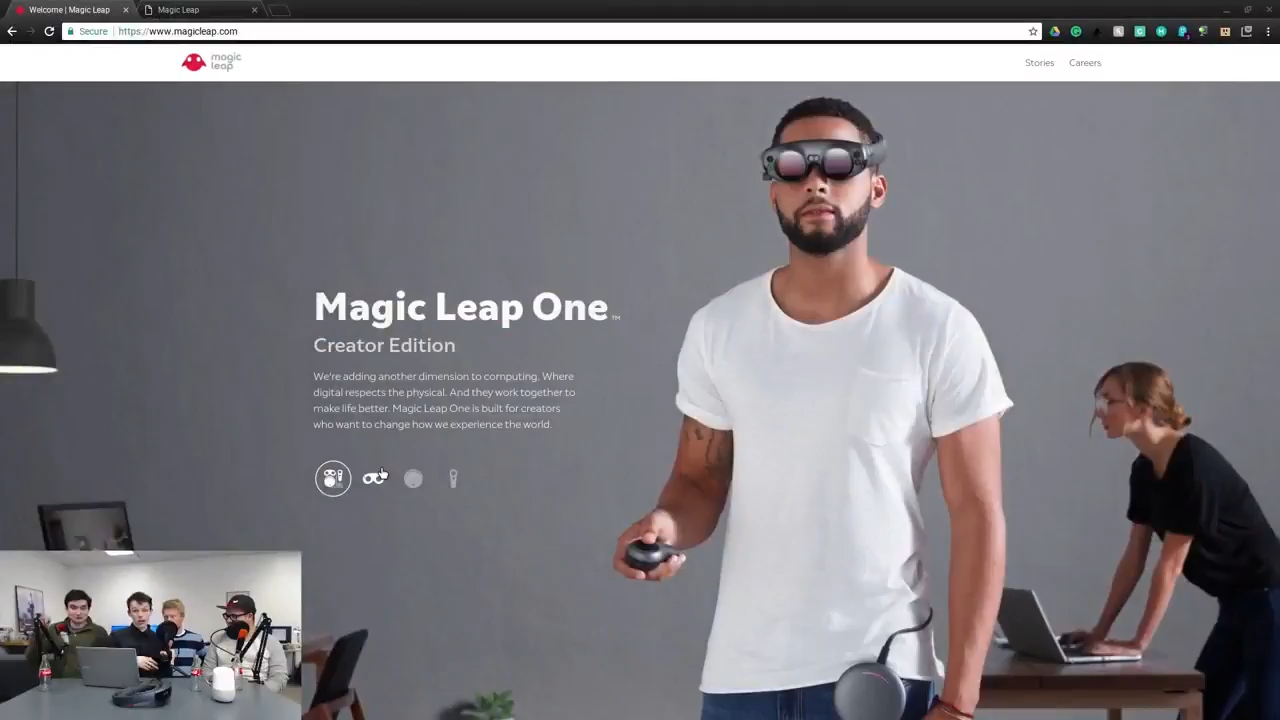 Welcome | Magic Leap
Magic Leap
Secure
https://www.magicleap.com
magic
leap
Stories
Careers
Magic Leap One™
Creator Edition
We're adding another dimension to computing. Where
digital respects the physical. And they work together to
make life better. Magic Leap One is built for creators
who want to change how we experience the world.